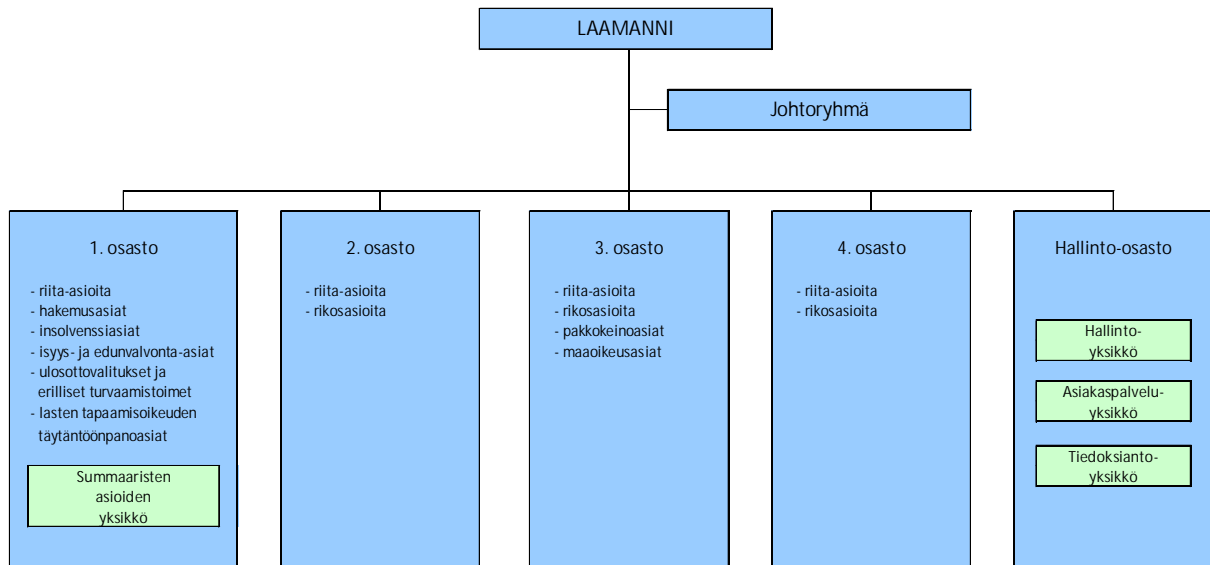 LAAMANNI
Johtoryhmä
1. osasto
- riita-asioita
- hakemusasiat
- insolvenssiasiat
- isyys- ja edunvalvonta-asiat
- ulosottovalitukset ja
erilliset turvaamistoimet
- lasten tapaamisoikeuden
täytäntöönpanoasiat
Summaaristen
asioiden
yksikkö
2. osasto
- riita-asioita
- rikosasioita
3. osasto
- riita-asioita
- rikosasioita
- pakkokeinoasiat
- maaoikeusasiat
4. osasto
- riita-asioita
- rikosasioita
Hallinto-osasto
Hallinto-
yksikkö
Asiakaspalvelu-
yksikkö
Tiedoksianto-
yksikkö